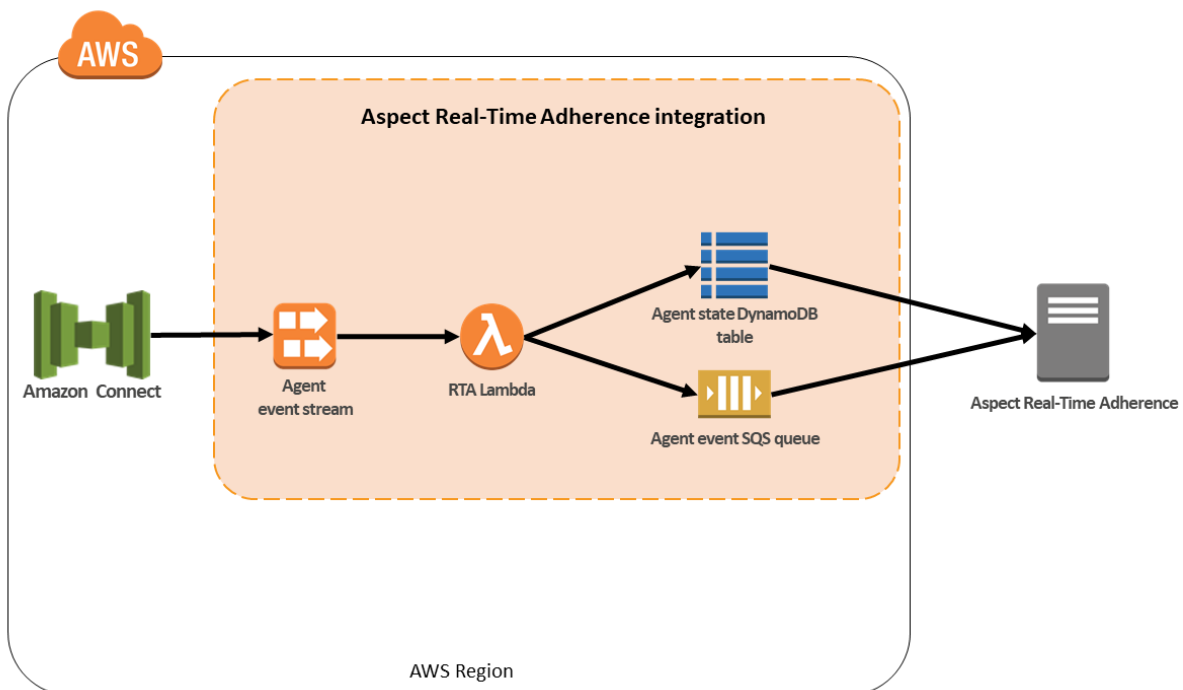 AWS
Aspect Real-Time Adherence integration
Amazon Connect
Agent
event stream
RTA Lambda
Agent state DynamoDB
table
Agent event SQS queue
Aspect Real-Time Adherence
AWS Region